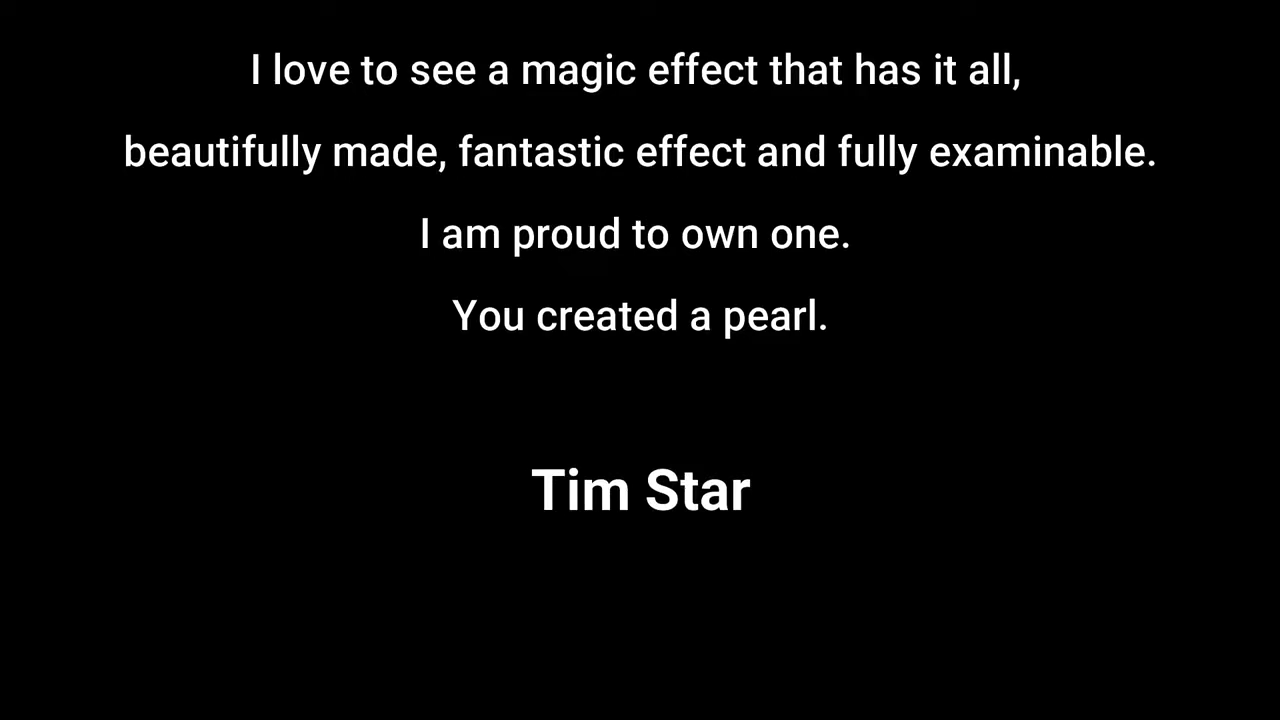 I love to see a magic effect that has it all,
beautifully made, fantastic effect and fully examinable.
I am proud to own one.
You created a pearl.
Tim Star